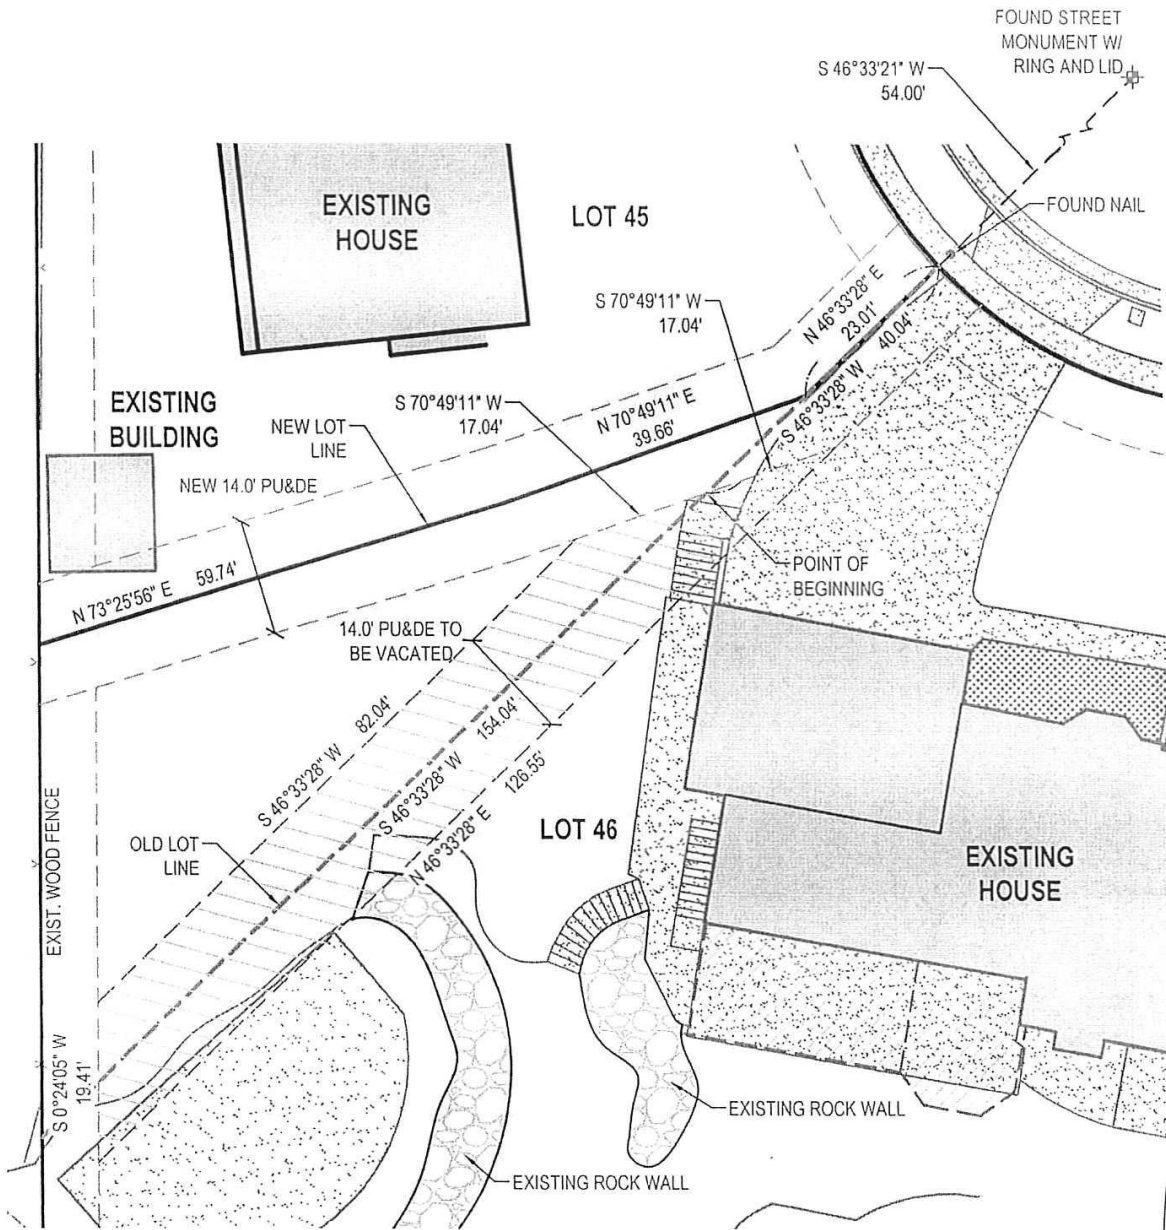 FOUND STREET
MONUMENT W/
RING AND LID
S 46°33'21" W
54.00'
FOUND NAIL
EXISTING
HOUSE
LOT 45
S 70°49'11" W
17.04'
N 46°33'28" E
23.01'
S 46°33'28" W
40.04'
EXISTING
BUILDING
S 70°49'11" W
17.04'
N 70°49'11" E
39.66'
NEW LOT
LINE
NEW 14.0' PU&DE
POINT OF
BEGINNING
N 73°25'56" E
59.74'
14.0' PU&DE TO
BE VACATED
S 46°33'28" W
82.04'
S 46°33'28" W
154.04'
N 46°33'28" E
126.55'
LOT 46
OLD LOT
LINE
EXISTING
HOUSE
EXIST. WOOD FENCE
S 0°24'05" W
19.41'
EXISTING ROCK WALL
EXISTING ROCK WALL